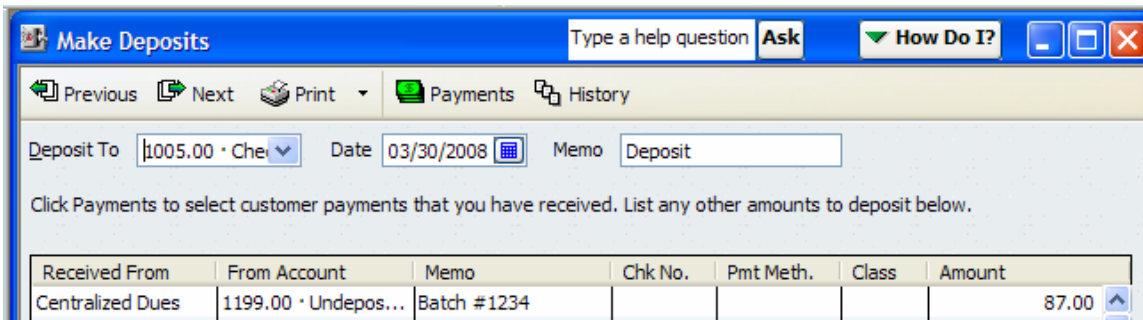 Make Deposits Type a help question Ask How Do I?
Previous Next Print Payments History
Deposit To 1005.00 · Che Date 03/30/2008 Memo Deposit
Click Payments to select customer payments that you have received. List any other amounts to deposit below.
Received From From Account Memo Chk No. Pmt Meth. Class Amount
Centralized Dues 1199.00 · Undepos... Batch #1234 87.00